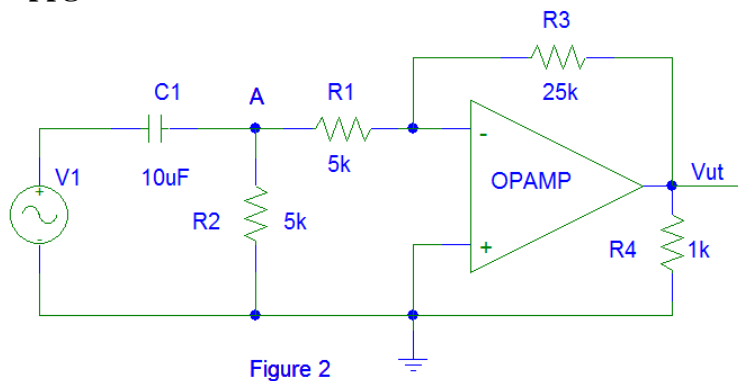 R3
C1
A
R1
25k
V1
10uF
5k
-
OPAMP
Vut
+
-
R2
5k
+
R4
1k
Figure 2